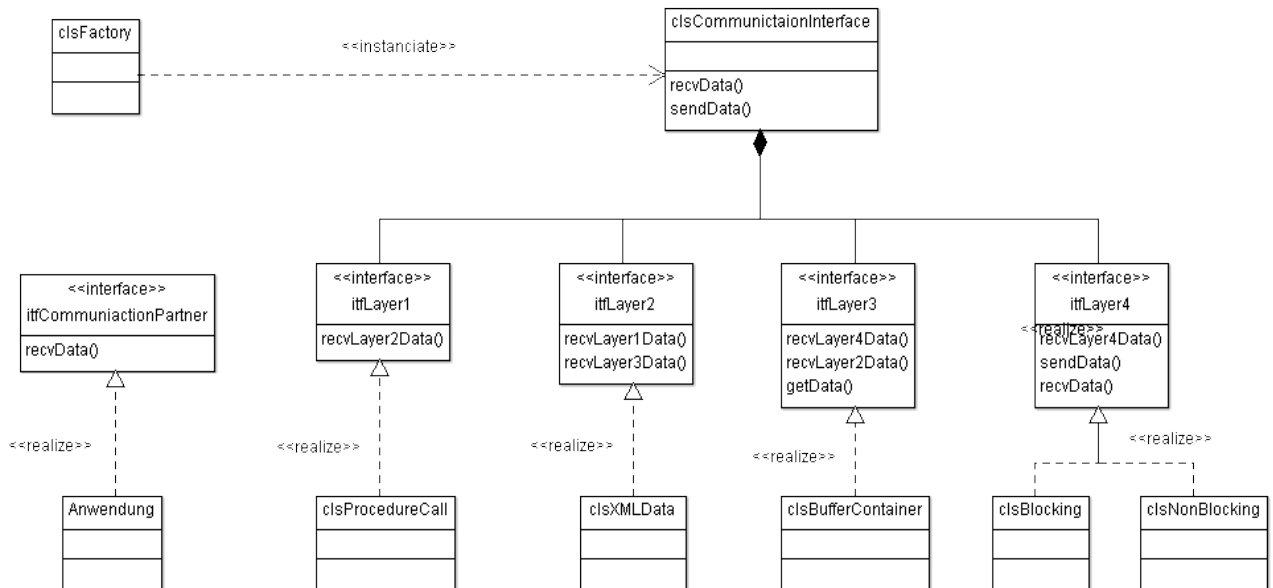 clsFactory
<<instanciate>>
clsCommunictaionInterface
recvData()
sendData()
<<interface>>
itfCommuniactionPartner
recvData()
<<interface>>
itfLayer1
recvLayer2Data()
<<interface>>
itfLayer2
recvLayer1Data()
recvLayer3Data()
<<interface>>
itfLayer3
recvLayer4Data()
recvLayer2Data()
getData()
<<interface>>
itfLayer4
<<realize>>
recvLayer4Data()
sendData()
recvData()
<<realize>>
<<realize>>
<<realize>>
<<realize>>
<<realize>>
Anwendung
clsProcedureCall
clsXMLData
clsBufferContainer
clsBlocking
clsNonBlocking